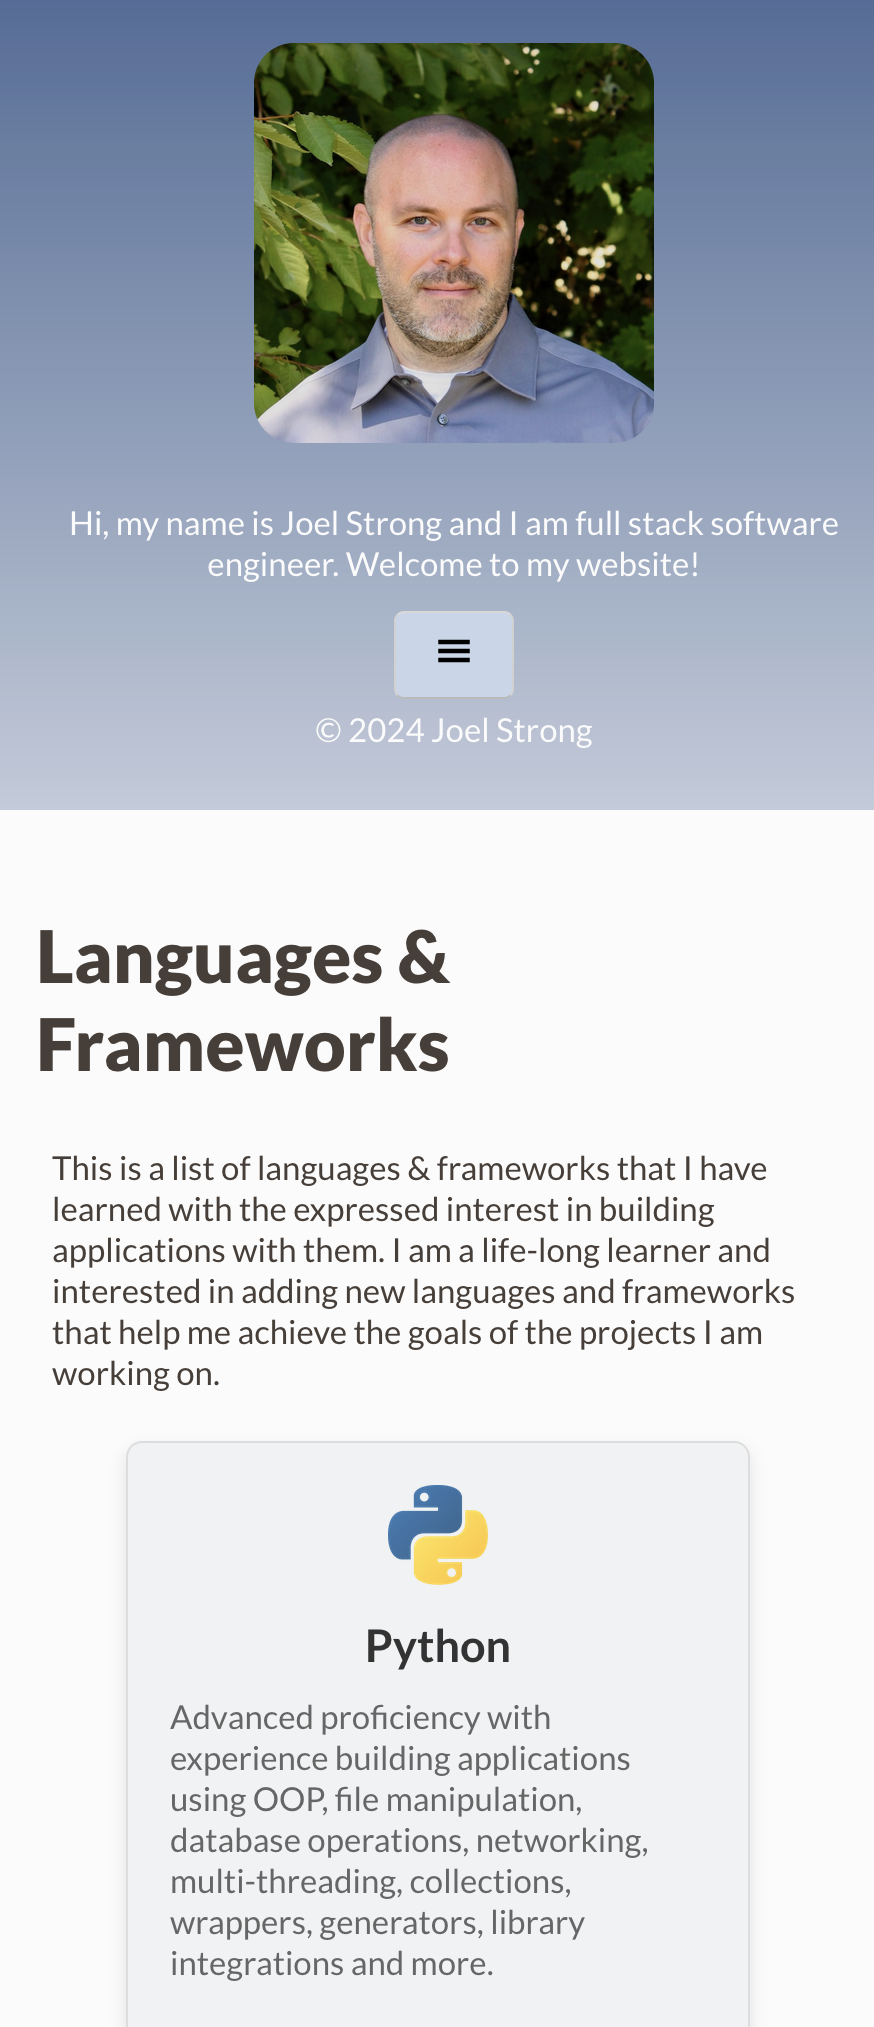 Hi, my name is Joel Strong and I am full stack software
engineer. Welcome to my website!
© 2024 Joel Strong
Languages &
Frameworks
This is a list of languages & frameworks that I have
learned with the expressed interest in building
applications with them. I am a life-long learner and
interested in adding new languages and frameworks
that help me achieve the goals of the projects I am
working on.
Python
Advanced proficiency with
experience building applications
using OOP, file manipulation,
database operations, networking,
multi-threading, collections,
wrappers, generators, library
integrations and more.